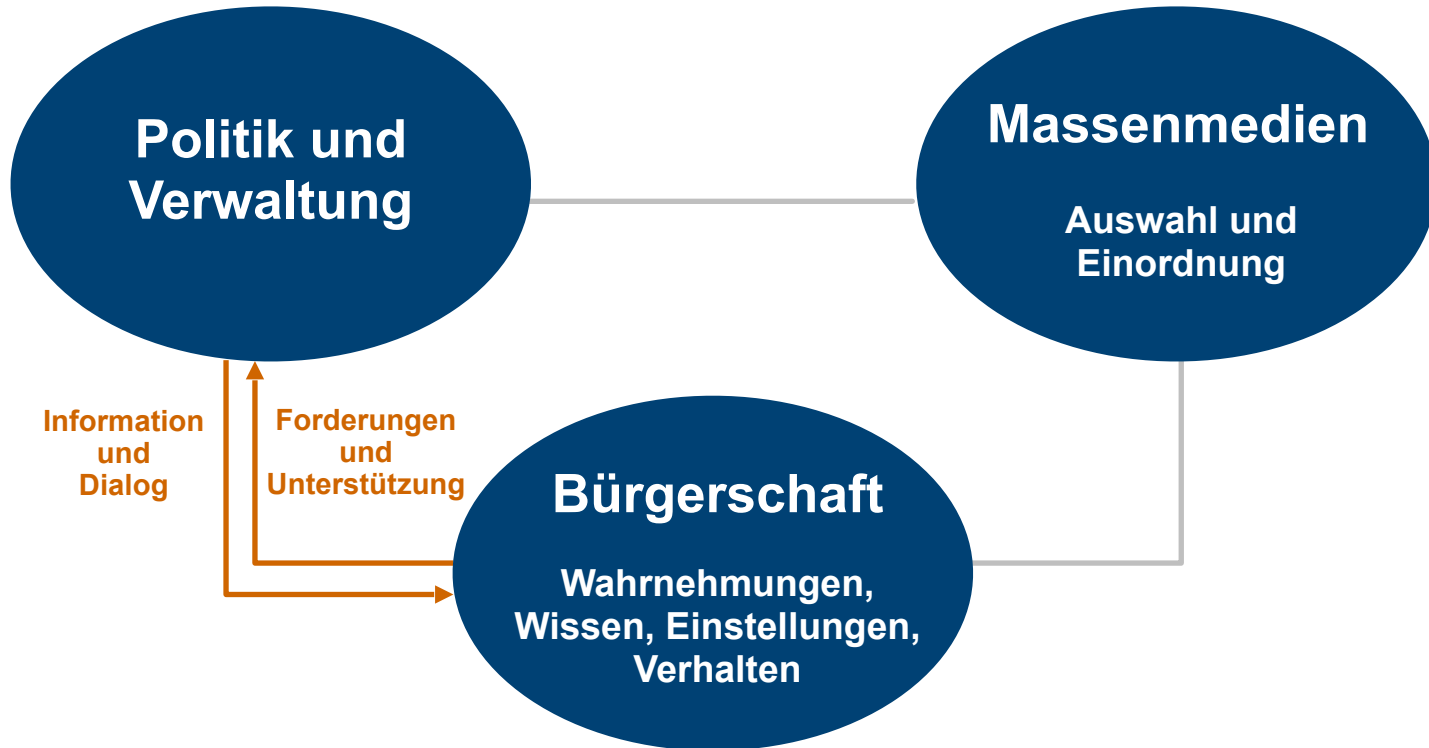 Politik und
Verwaltung
Massenmedien
Auswahl und
Einordnung
Information
und
Dialog
Forderungen
und
Unterstützung
Bürgerschaft
Wahrnehmungen,
Wissen, Einstellungen,
Verhalten